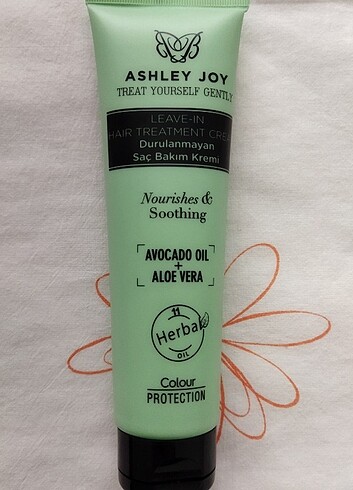 ASHLEY JOY
TREAT YOURSELF GENTLY
LEAVE-IN
HAIR TREATMENT CREAM
Durulanmayan
Saç Bakım Kremi
Nourishes &
Soothing
AVOCADO OIL
+
ALOE VERA
11
Herbal
OIL
Colour
PROTECTION